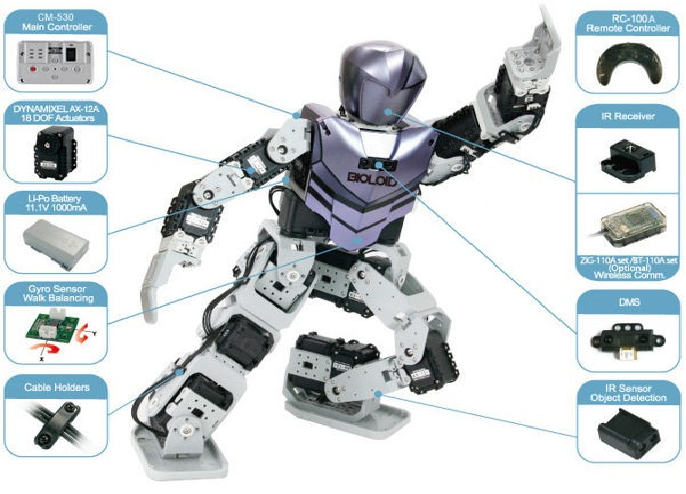 CM-530
Main Controller
DYNAMIXEL AX-12A
18 DOF Actuators
Li-Po Battery
11.1V 1000mA
Gyro Sensor
Walk Balancing
X
Y
Cable Holders
BIOLOID
RC-100A
Remote Controller
IR Receiver
ZIG-110A set/BT-110A set
(Optional)
Wireless Comm.
DMS
IR Sensor
Object Detection